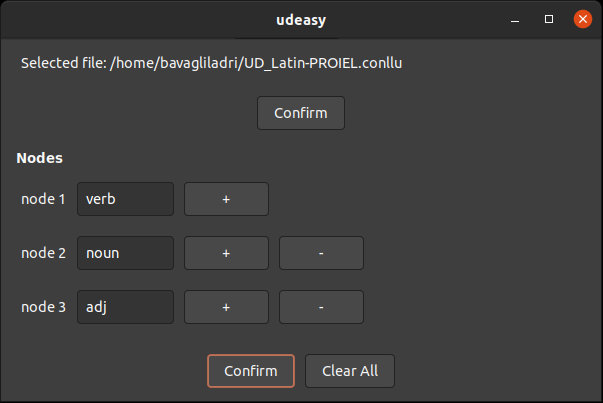 udeasy
Selected file: /home/bavagliladri/UD_Latin-PROIEL.conllu
Confirm
Nodes
node 1 verb +
node 2 noun + -
node 3 adj + -
Confirm Clear All